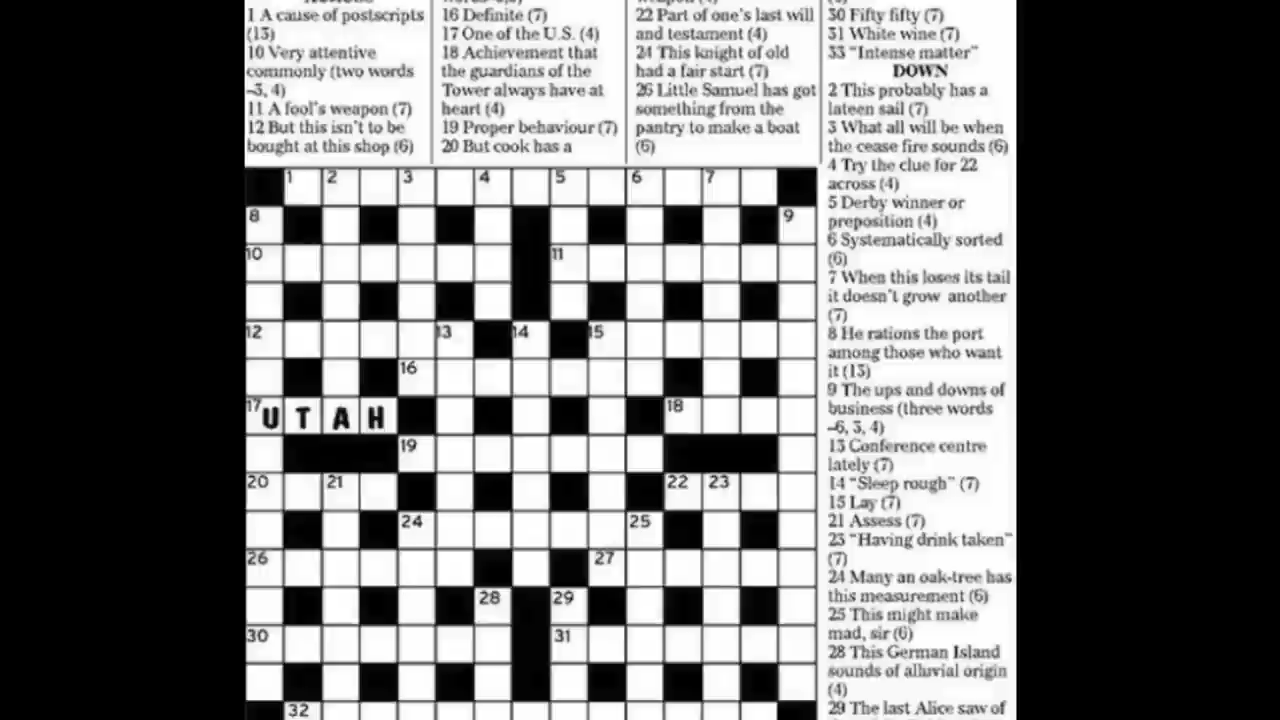 1 A cause of postscripts
(13)
10 Very attentive
commonly (two words
–3, 4)
11 A fool's weapon (7)
12 But this isn't to be
bought at this shop (6)
16 Definite (7)
17 One of the U.S. (4)
18 Achievement that
the guardians of the
Tower always have at
heart (4)
19 Proper behaviour (7)
20 But cook has a
22 Part of one's last will
and testament (4)
24 This knight of old
had a fair start (7)
26 Little Samuel has got
something from the
pantry to make a boat
(6)
30 Fifty fifty (7)
31 White wine (7)
33 "Intense matter"
DOWN
2 This probably has a
lateen sail (7)
3 What all will be when
the cease fire sounds (6)
4 Try the clue for 22
across (4)
5 Derby winner or
preposition (4)
6 Systematically sorted
(6)
7 When this loses its tail
it doesn't grow another
(7)
8 He rations the port
among those who want
it (13)
9 The ups and downs of
business (three words
–6, 3, 4)
13 Conference centre
lately (7)
14 "Sleep rough" (7)
15 Lay (7)
21 Assess (7)
23 "Having drink taken"
(7)
24 Many an oak-tree has
this measurement (6)
25 This might make
mad, sir (6)
28 This German Island
sounds of alluvial origin
(4)
29 The last Alice saw of
1 2 3 4 5 6 7
8 9
10 11
12 13 14 15
16
17 UTAH 18
19
20 21 22 23
24 25
26 27
28 29
30 31
32